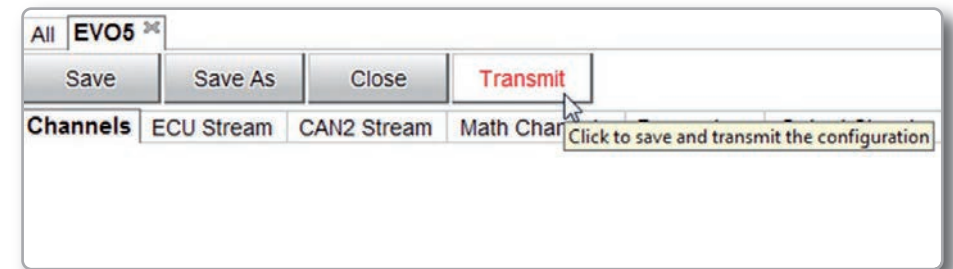 All EVO5
Save Save As Close Transmit
Channels ECU Stream CAN2 Stream Math
Click to save and transmit the configuration